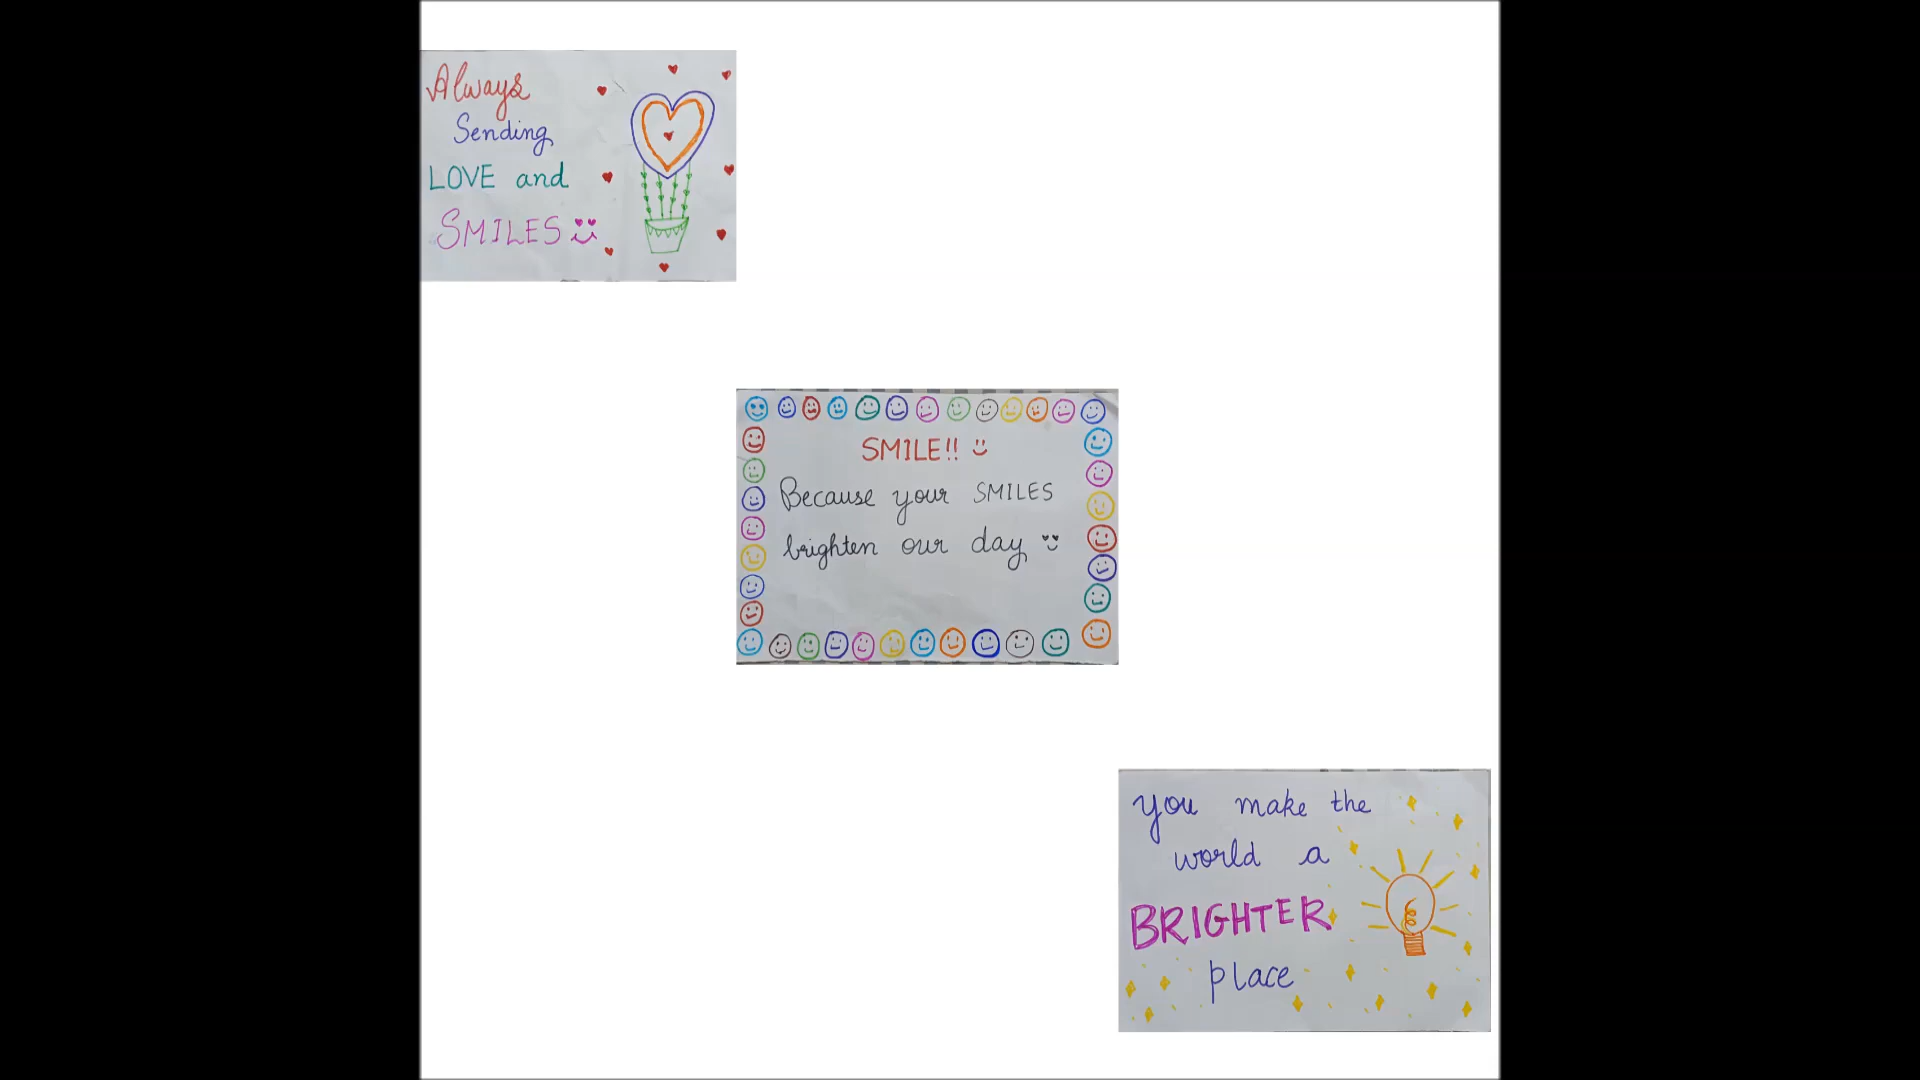 Always
Sending
LOVE and
SMILES
SMILE!!
Because your SMILES
brighten our day
you make the
world a
BRIGHTER
place